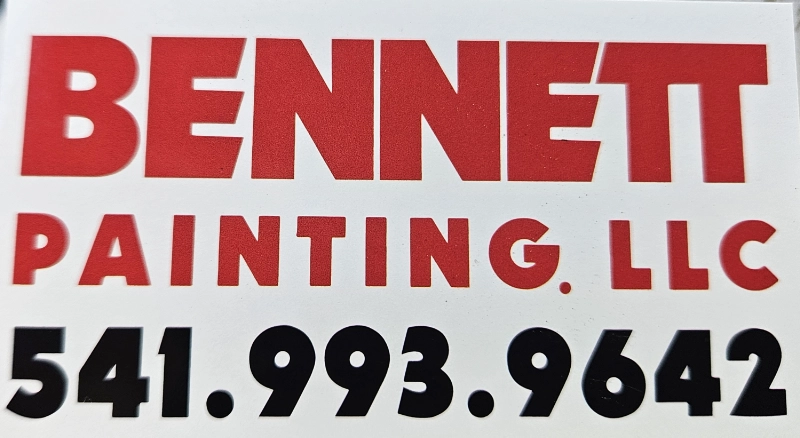 BENNETT
PAINTING. LLC
541.993.9642